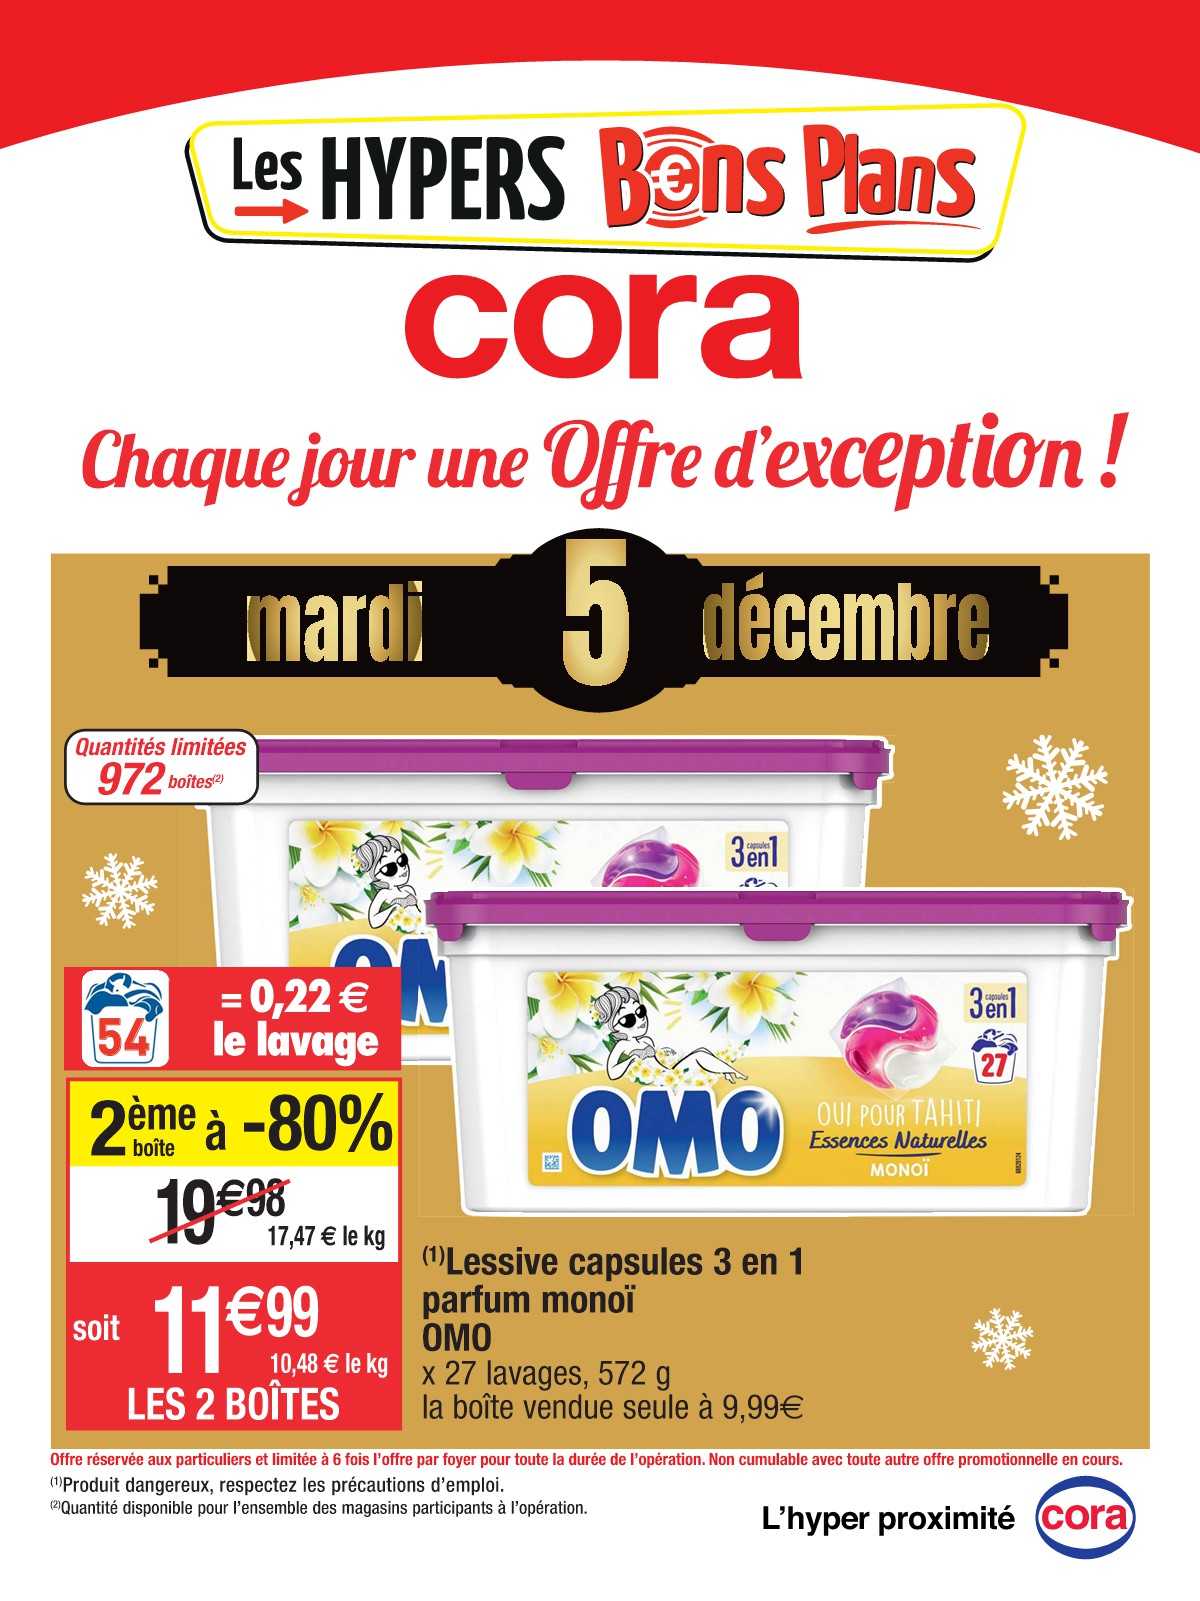 Les HYPERS Bons Plans
cora
Chaque jour une Offre d'exception !
mardi 5 décembre
Quantités limitées
972 boîtes(2)
3 en 1
capsules
OMO
54
= 0,22 €
le lavage
3 en 1
capsules
27
OMO
OUI POUR TAHITI
Essences Naturelles
MONOÏ
2ème boîte à -80%
19€98
17,47 € le kg
soit 11€99
10,48 € le kg
LES 2 BOÎTES
(1)Lessive capsules 3 en 1
parfum monoï
OMO
x 27 lavages, 572 g
la boîte vendue seule à 9,99€
Offre réservée aux particuliers et limitée à 6 fois l'offre par foyer pour toute la durée de l'opération. Non cumulable avec toute autre offre promotionnelle en cours.
(1)Produit dangereux, respectez les précautions d'emploi.
(2)Quantité disponible pour l'ensemble des magasins participants à l'opération.
L'hyper proximité cora